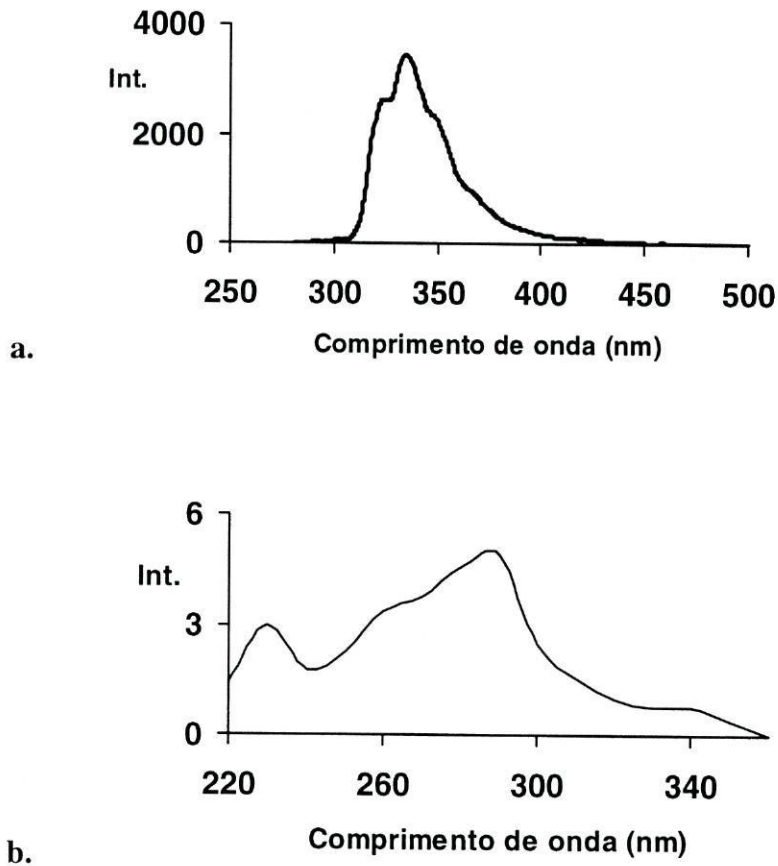 4000
Int.
2000
0
250 300 350 400 450 500
Comprimento de onda (nm)
a.
6
Int.
3
0
220 260 300 340
Comprimento de onda (nm)
b.